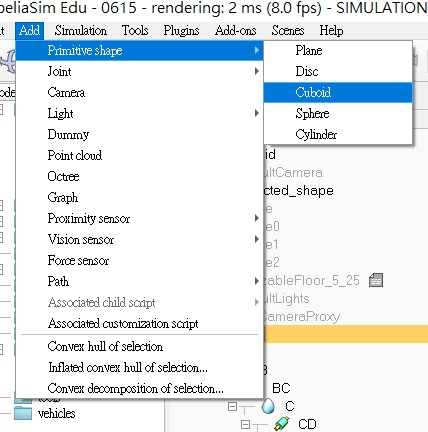 peliaSim Edu - 0615 - rendering: 2 ms (8.0 fps) - SIMULATION
Add Simulation Tools Plugins Add-ons Scenes Help
Primitive shape
Plane
Joint
Disc
Camera
Cuboid
Light
Sphere
Dummy
Cylinder
Point cloud
id
Octree
ultCamera
Graph
cted_shape
Proximity sensor
e
Vision sensor
e0
Force sensor
e1
Path
e2
Associated child script
zableFloor_5_25
Associated customization script
ultLights
CameraProxy
Convex hull of selection
Inflated convex hull of selection...
Convex decomposition of selection...
BC
tools
C
vehicles
CD